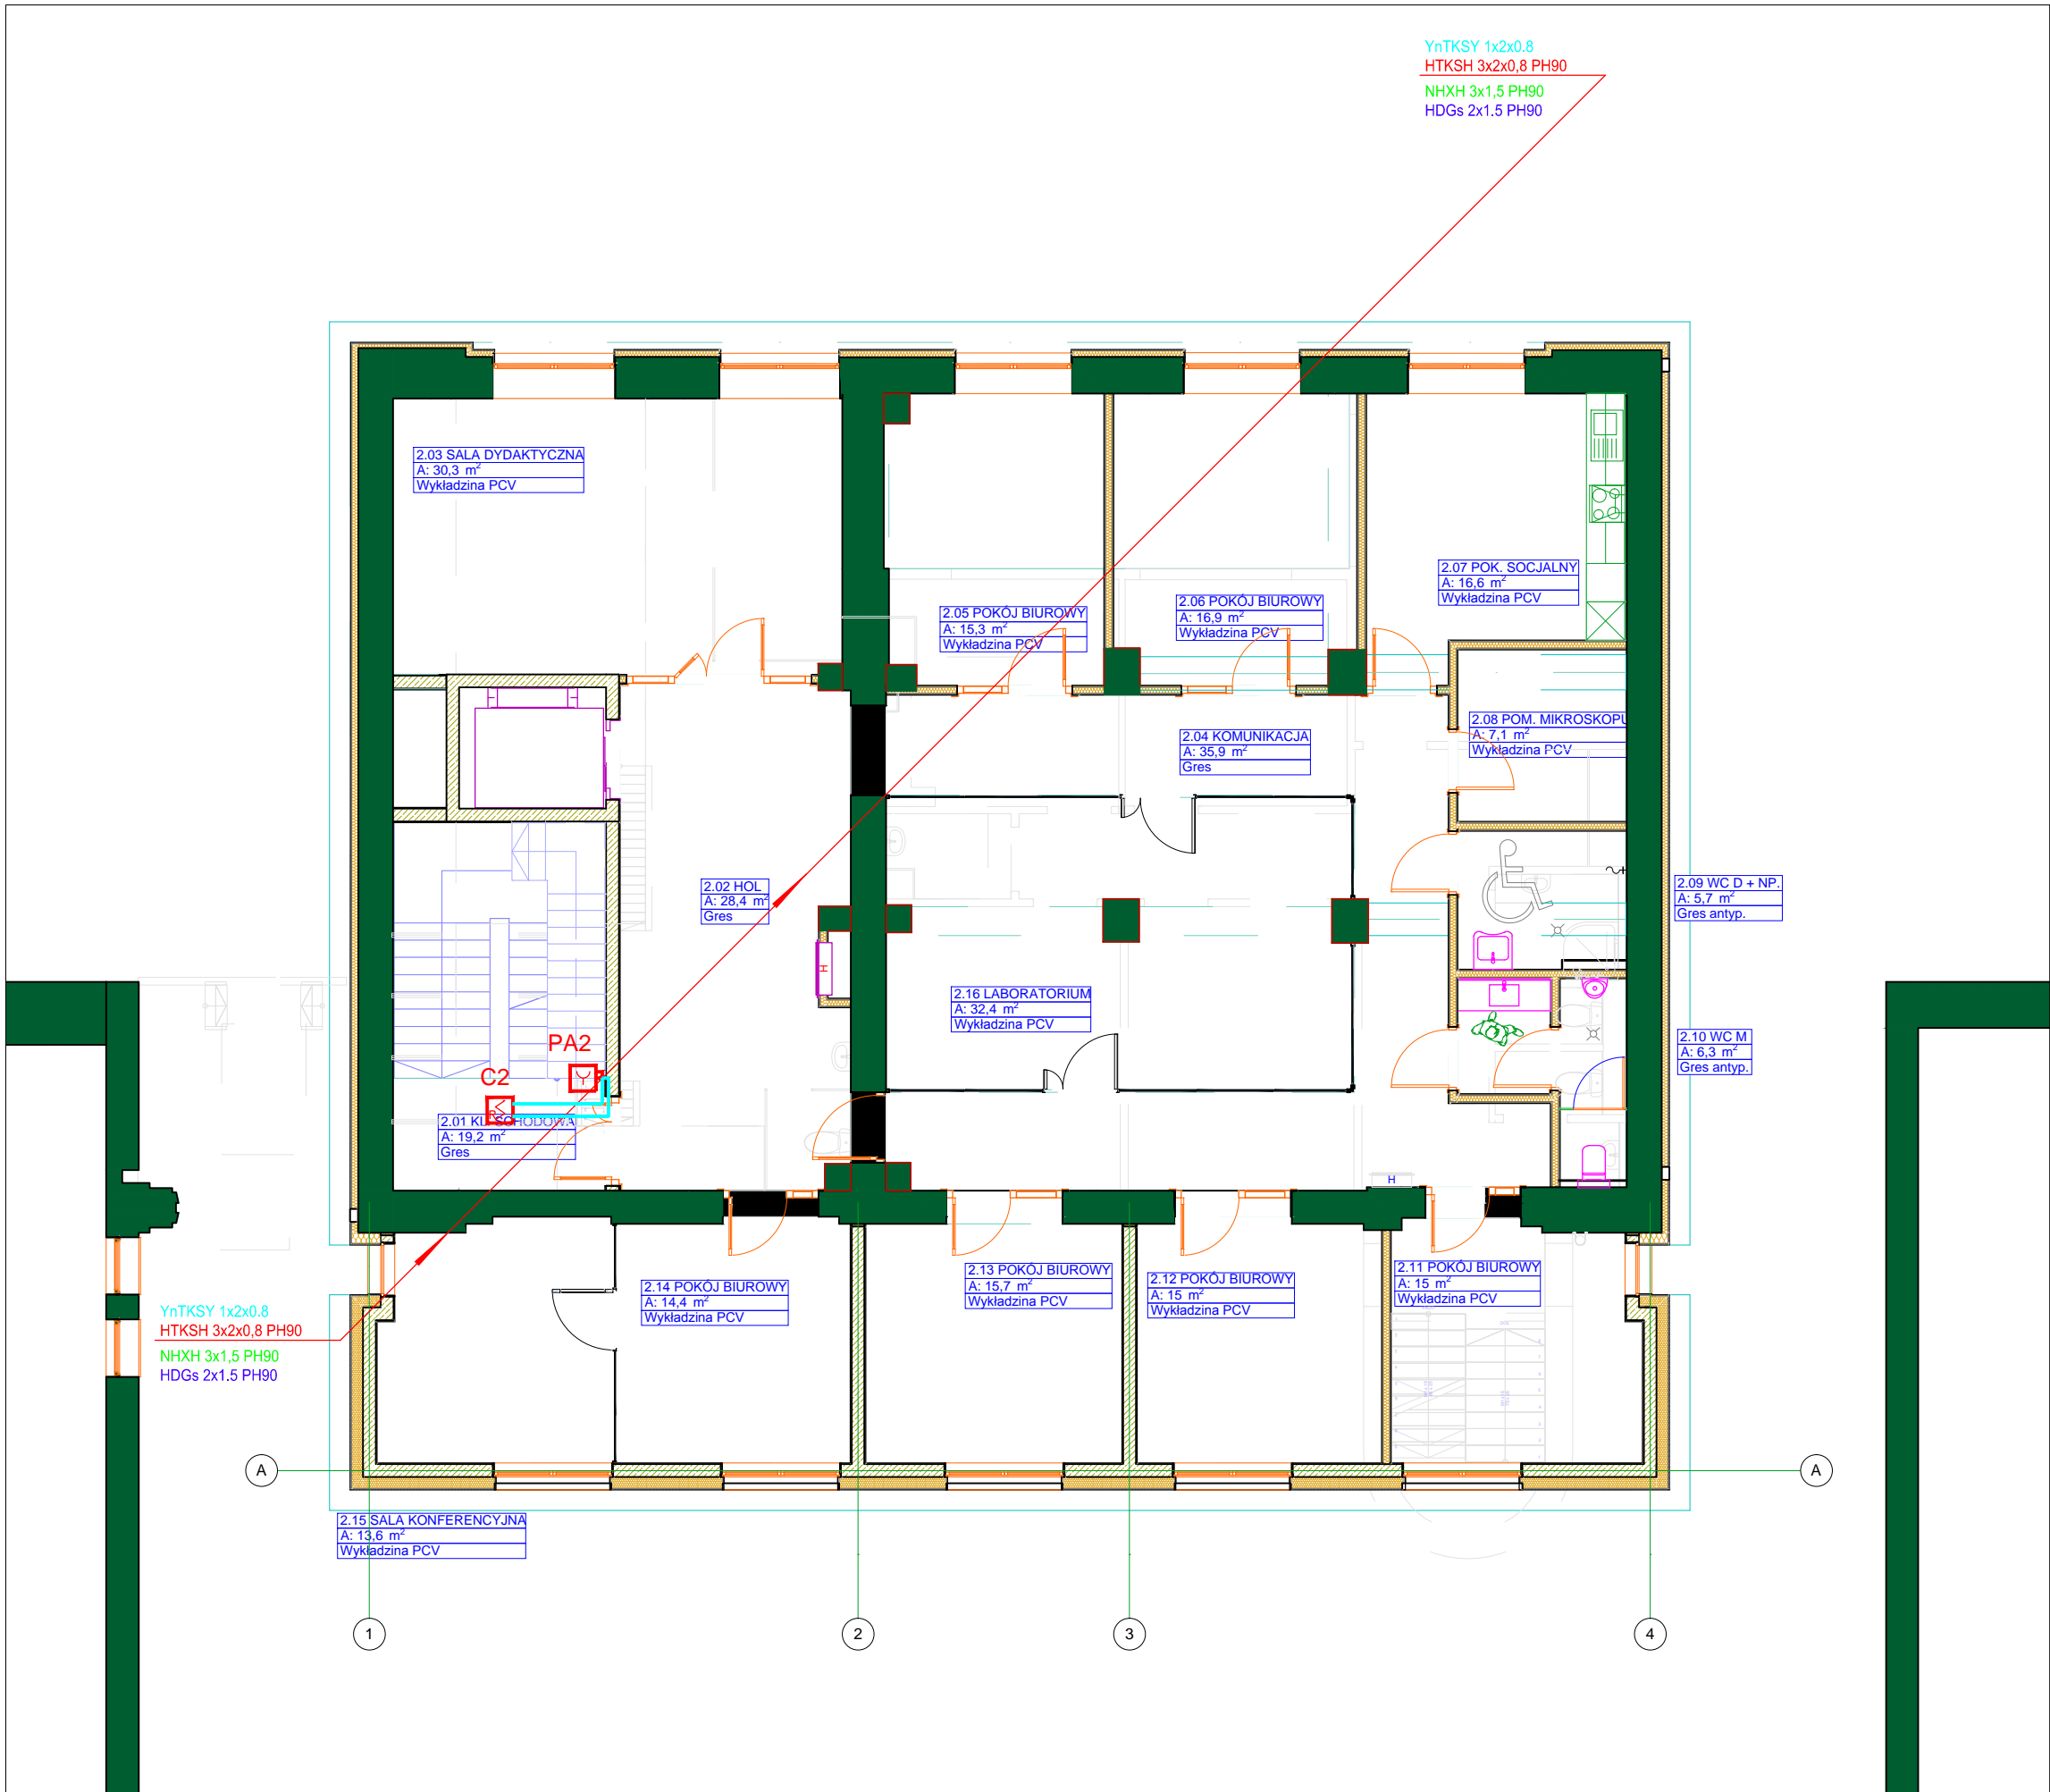 YnTKSY 1x2x0.8
HTKSH 3x2x0,8 PH90
NHXH 3x1,5 PH90
HDGs 2x1.5 PH90
2.03 SALA DYDAKTYCZNA
A: 30,3 m²
Wykładzina PCV
2.07 POK. SOCJALNY
A: 16,6 m²
Wykładzina PCV
2.05 POKÓJ BIUROWY
A: 15,3 m²
Wykładzina PCV
2.06 POKÓJ BIUROWY
A: 16,9 m²
Wykładzina PCV
2.08 POM. MIKROSKOPU
A: 7,1 m²
Wykładzina PCV
2.04 KOMUNIKACJA
A: 35,9 m²
Gres
2.02 HOL
A: 28,4 m²
Gres
2.09 WC D + NP.
A: 5,7 m²
Gres antyp.
H
2.16 LABORATORIUM
A: 32,4 m²
Wykładzina PCV
2.10 WC M
A: 6,3 m²
Gres antyp.
PA2
C2
R
2.01 KL. SCHODOWA
A: 19,2 m²
Gres
H
2.14 POKÓJ BIUROWY
A: 14,4 m²
Wykładzina PCV
2.13 POKÓJ BIUROWY
A: 15,7 m²
Wykładzina PCV
2.12 POKÓJ BIUROWY
A: 15 m²
Wykładzina PCV
2.11 POKÓJ BIUROWY
A: 15 m²
Wykładzina PCV
YnTKSY 1x2x0.8
HTKSH 3x2x0,8 PH90
NHXH 3x1,5 PH90
HDGs 2x1.5 PH90
A
A
2.15 SALA KONFERENCYJNA
A: 13,6 m²
Wykładzina PCV
1
2
3
4